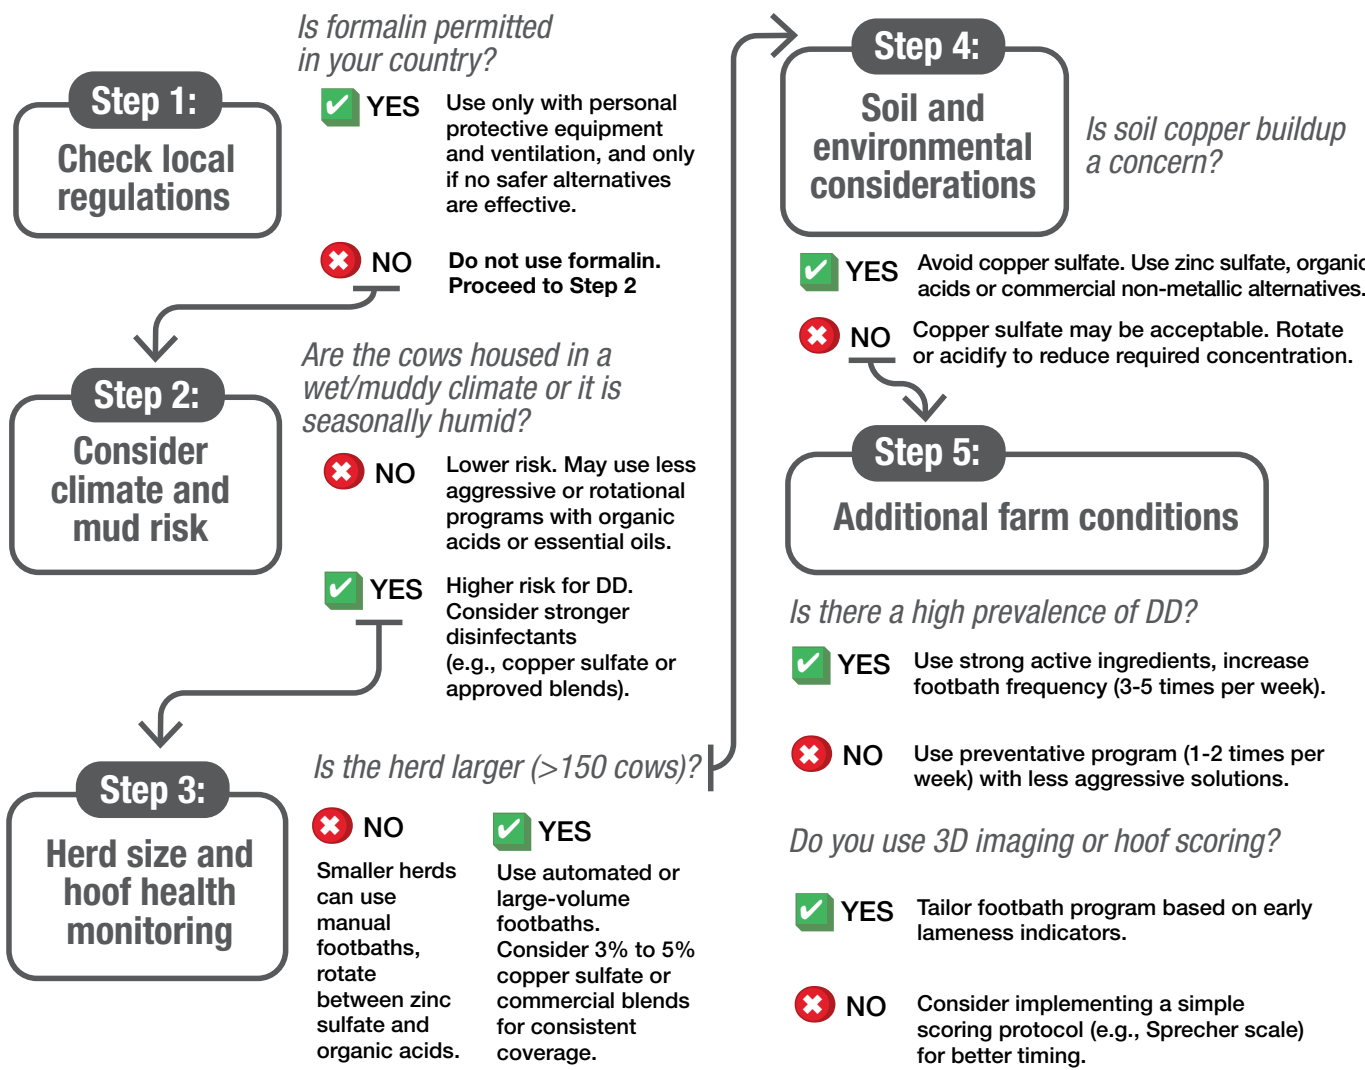 Step 1:
Check local
regulations
Is formalin permitted
in your country?
YES
Use only with personal
protective equipment
and ventilation, and only
if no safer alternatives
are effective.
NO
Do not use formalin.
Proceed to Step 2
Step 2:
Consider
climate and
mud risk
Are the cows housed in a
wet/muddy climate or it is
seasonally humid?
NO
Lower risk. May use less
aggressive or rotational
programs with organic
acids or essential oils.
YES
Higher risk for DD.
Consider stronger
disinfectants
(e.g., copper sulfate or
approved blends).
Step 3:
Herd size and
hoof health
monitoring
Is the herd larger (>150 cows)?
NO
Smaller herds
can use
manual
footbaths,
rotate
between zinc
sulfate and
organic acids.
YES
Use automated or
large-volume
footbaths.
Consider 3% to 5%
copper sulfate or
commercial blends
for consistent
coverage.
Step 4:
Soil and
environmental
considerations
Is soil copper buildup
a concern?
YES
Avoid copper sulfate. Use zinc sulfate, organic
acids or commercial non-metallic alternatives.
NO
Copper sulfate may be acceptable. Rotate
or acidify to reduce required concentration.
Step 5:
Additional farm conditions
Is there a high prevalence of DD?
YES
Use strong active ingredients, increase
footbath frequency (3-5 times per week).
NO
Use preventative program (1-2 times per
week) with less aggressive solutions.
Do you use 3D imaging or hoof scoring?
YES
Tailor footbath program based on early
lameness indicators.
NO
Consider implementing a simple
scoring protocol (e.g., Sprecher scale)
for better timing.